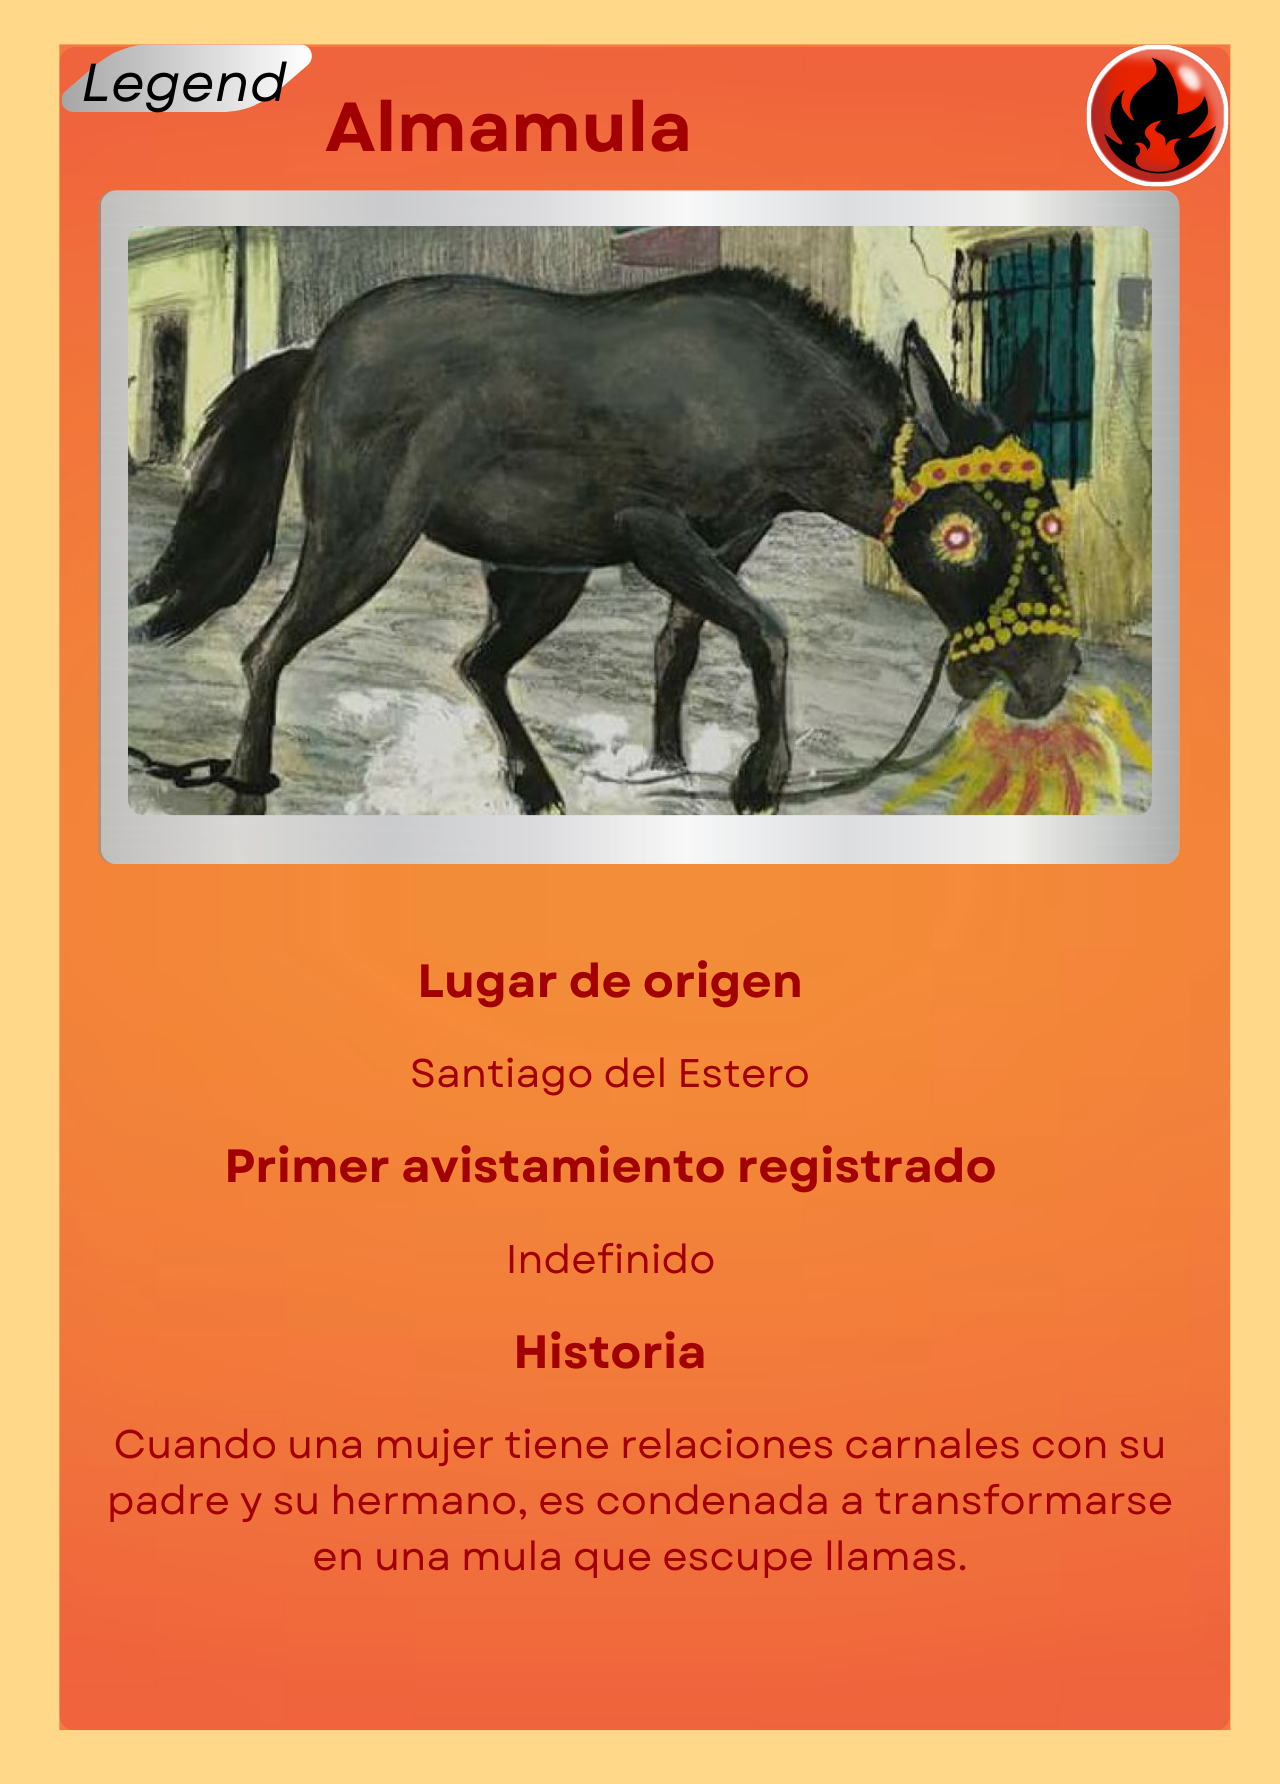 Legend
Almamula
Lugar de origen
Santiago del Estero
Primer avistamiento registrado
Indefinido
Historia
Cuando una mujer tiene relaciones carnales con su
padre y su hermano, es condenada a transformarse
en una mula que escupe llamas.